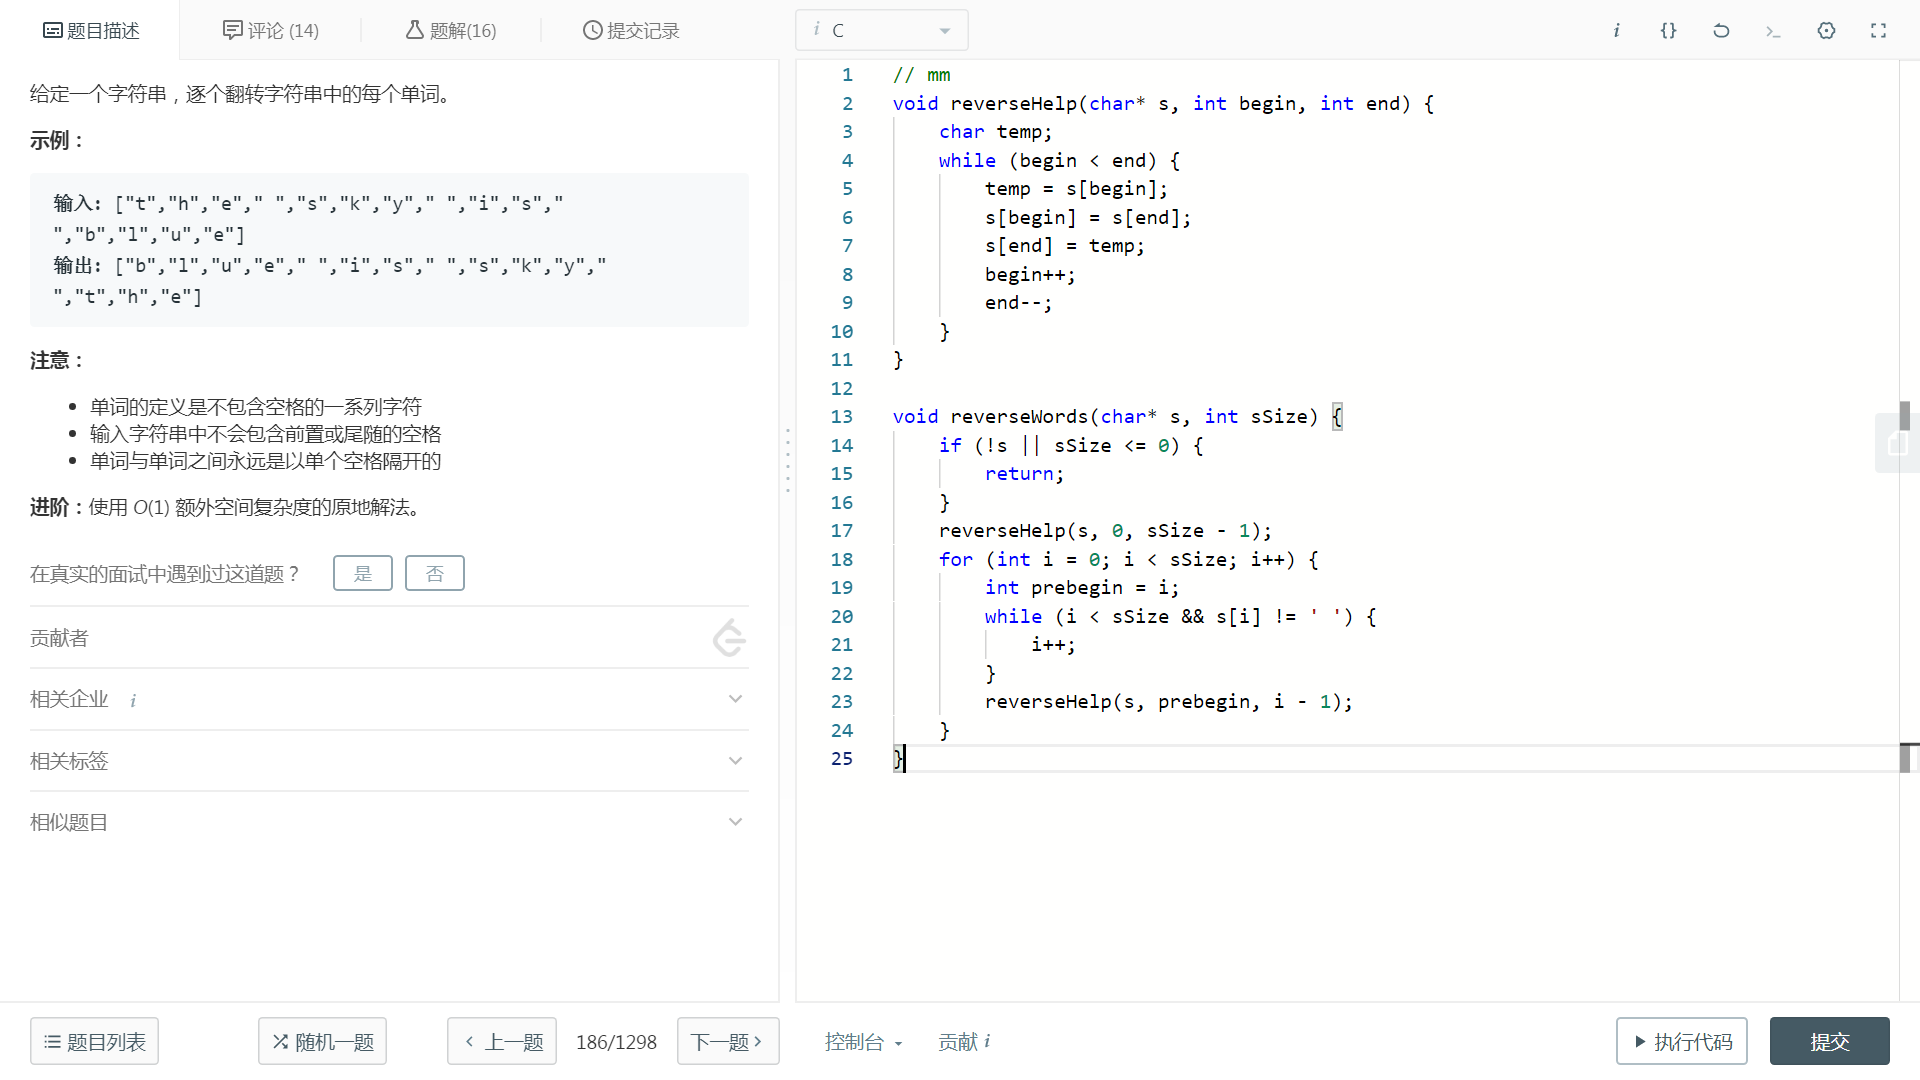 题目描述
评论 (14)
题解(16)
提交记录
i C
i {}
给定一个字符串，逐个翻转字符串中的每个单词。
示例：
输入: ["t","h","e"," ","s","k","y"," ","i","s","
","b","l","u","e"]
输出: ["b","l","u","e"," ","i","s"," ","s","k","y","
","t","h","e"]
注意：
单词的定义是不包含空格的一系列字符
输入字符串中不会包含前置或尾随的空格
单词与单词之间永远是以单个空格隔开的
进阶：使用 O(1) 额外空间复杂度的原地解法。
在真实的面试中遇到过这道题？ 是 否
贡献者
相关企业 i
相关标签
相似题目
1 // mm
2 void reverseHelp(char* s, int begin, int end) {
3 char temp;
4 while (begin < end) {
5 temp = s[begin];
6 s[begin] = s[end];
7 s[end] = temp;
8 begin++;
9 end--;
10 }
11 }
12
13 void reverseWords(char* s, int sSize) {
14 if (!s || sSize <= 0) {
15 return;
16 }
17 reverseHelp(s, 0, sSize - 1);
18 for (int i = 0; i < sSize; i++) {
19 int prebegin = i;
20 while (i < sSize && s[i] != ' ') {
21 i++;
22 }
23 reverseHelp(s, prebegin, i - 1);
24 }
25 }
题目列表
随机一题
上一题
186/1298
下一题
控制台
贡献 i
执行代码
提交